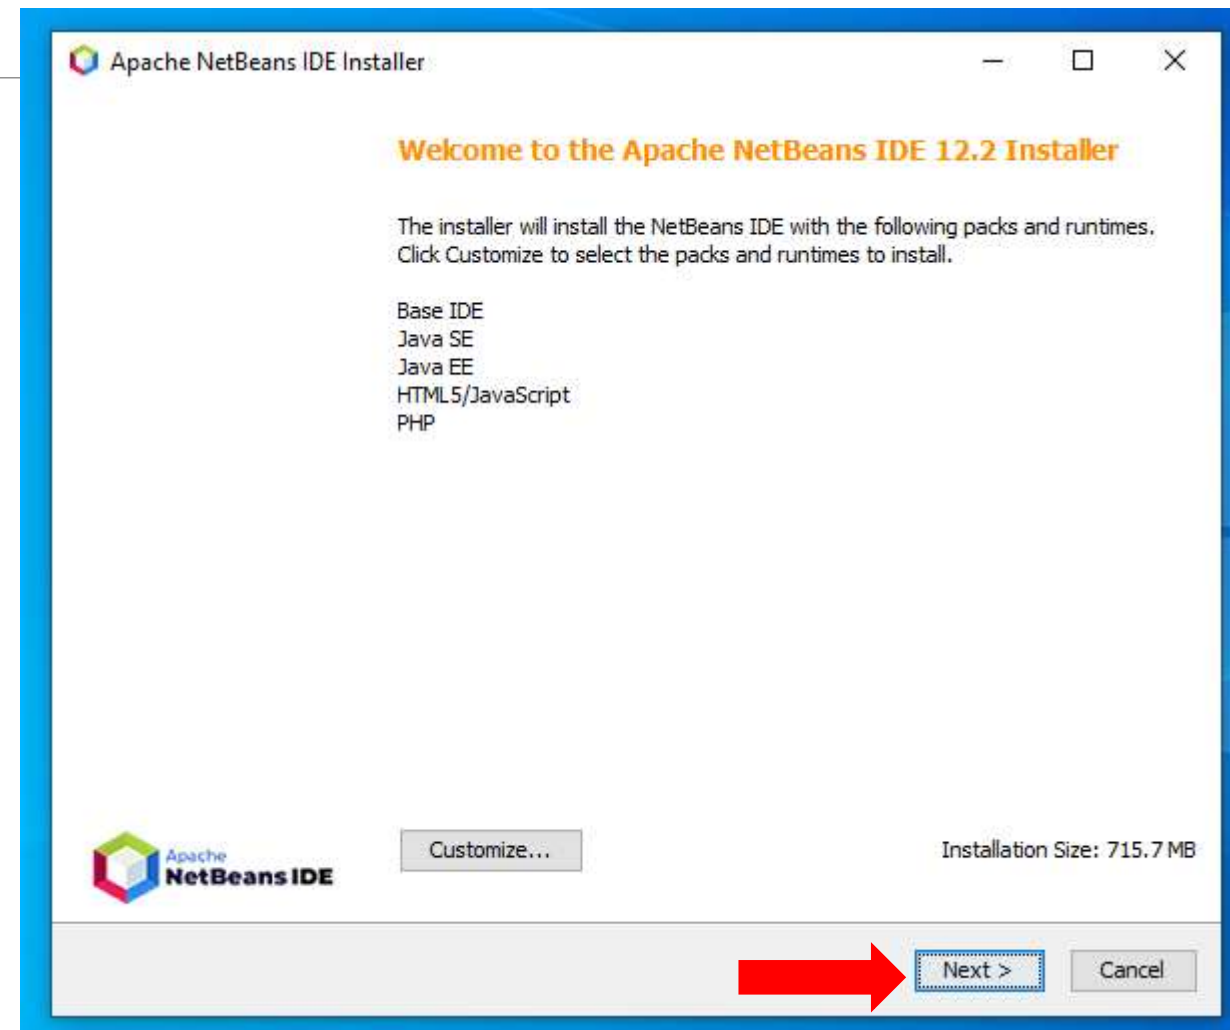 Apache NetBeans IDE Installer
Welcome to the Apache NetBeans IDE 12.2 Installer
The installer will install the NetBeans IDE with the following packs and runtimes.
Click Customize to select the packs and runtimes to install.
Base IDE
Java SE
Java EE
HTML5/JavaScript
PHP
Apache
NetBeans IDE
Customize...
Installation Size: 715.7 MB
Next >
Cancel